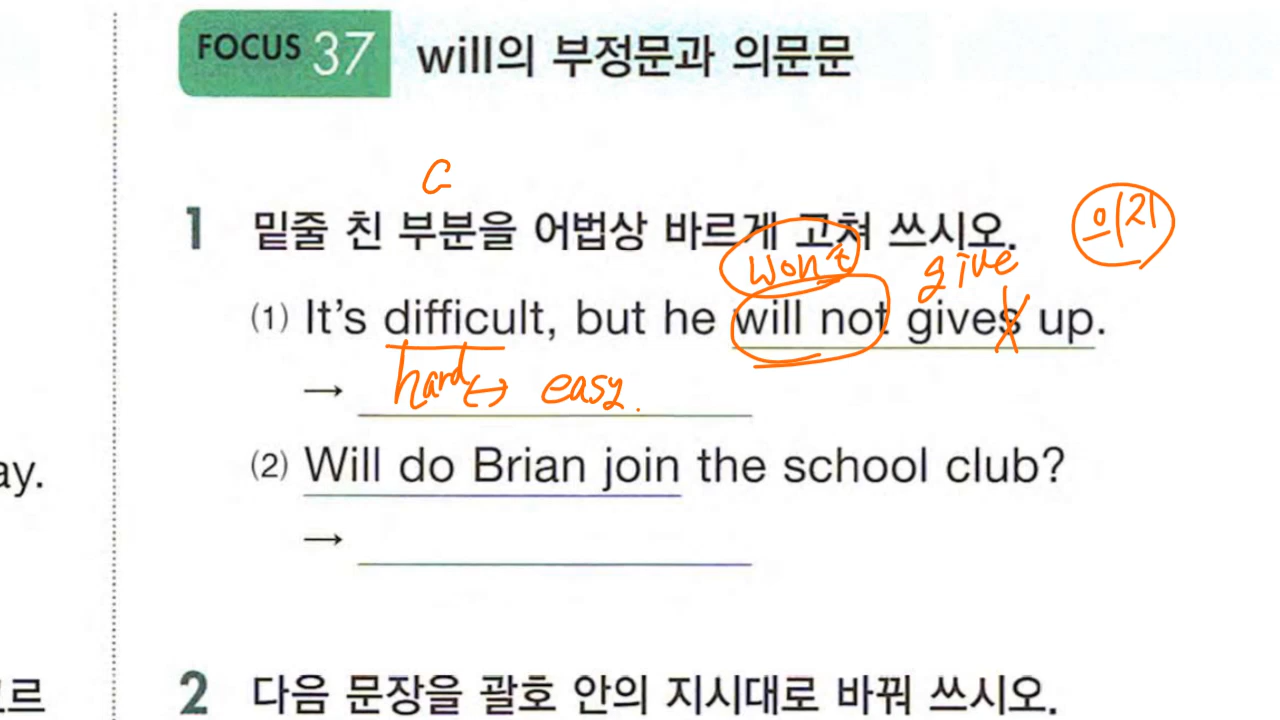 FOCUS 37 will의 부정문과 의문문
1 밑줄 친 부분을 어법상 바르게 고쳐 쓰시오.
의지
won't give
(1) It's difficult, but he will not gives up.
→ hard ↔ easy.
(2) Will do Brian join the school club?
→
ay.
2 다음 문장을 괄호 안의 지시대로 바꿔 쓰시오.
르